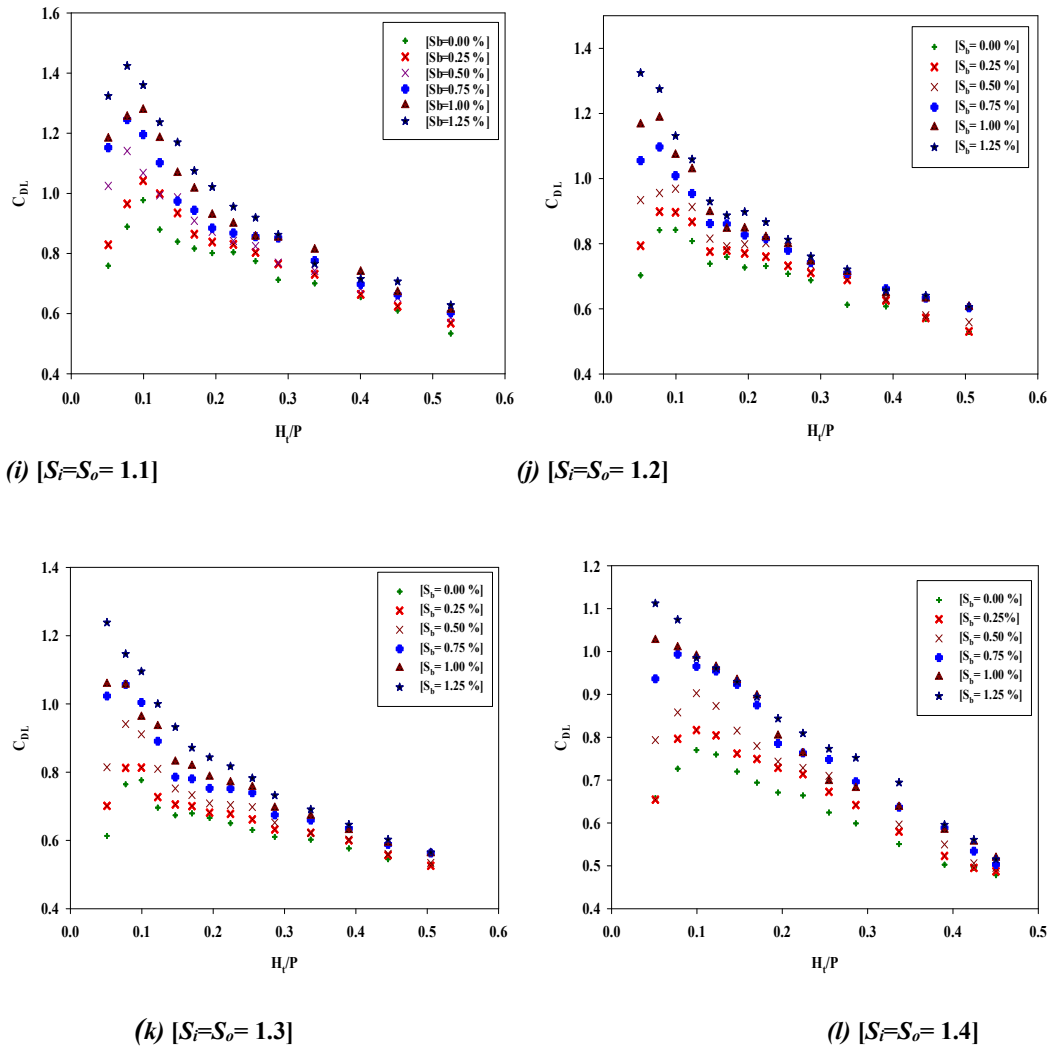 1.6
1.4
1.2
1.0
0.8
0.6
0.4
C_DL
[Sb=0.00 %]
[Sb=0.25 %]
[Sb=0.50 %]
[Sb=0.75 %]
[Sb=1.00 %]
[Sb=1.25 %]
0.0 0.1 0.2 0.3 0.4 0.5 0.6
H_t/P
(i) [S_i=S_o= 1.1]
1.4
1.2
1.0
0.8
0.6
0.4
C_DL
[S_b= 0.00 %]
[S_b= 0.25 %]
[S_b= 0.50 %]
[S_b= 0.75 %]
[S_b= 1.00 %]
[S_b= 1.25 %]
0.0 0.1 0.2 0.3 0.4 0.5 0.6
H_t/P
(j) [S_i=S_o= 1.2]
1.4
1.2
1.0
0.8
0.6
0.4
C_DL
[S_b= 0.00 %]
[S_b= 0.25 %]
[S_b= 0.50 %]
[S_b= 0.75 %]
[S_b= 1.00 %]
[S_b= 1.25 %]
0.0 0.1 0.2 0.3 0.4 0.5 0.6
H_t/P
(k) [S_i=S_o= 1.3]
1.2
1.1
1.0
0.9
0.8
0.7
0.6
0.5
0.4
C_DL
[S_b= 0.00 %]
[S_b= 0.25%]
[S_b= 0.50 %]
[S_b= 0.75 %]
[S_b= 1.00 %]
[S_b= 1.25 %]
0.0 0.1 0.2 0.3 0.4 0.5
H_t/P
(l) [S_i=S_o= 1.4]